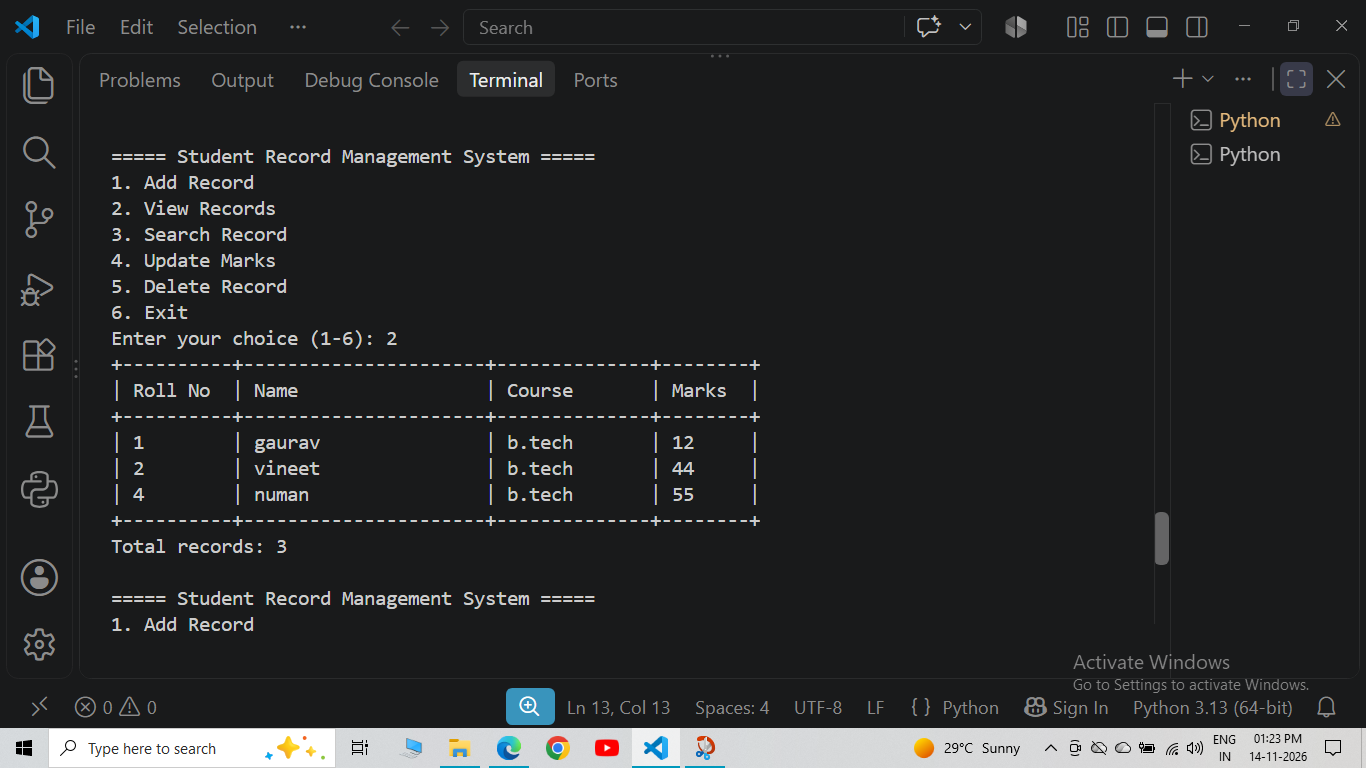 File Edit Selection ··· Search
Problems Output Debug Console Terminal Ports
Python
Python
===== Student Record Management System =====
1. Add Record
2. View Records
3. Search Record
4. Update Marks
5. Delete Record
6. Exit
Enter your choice (1-6): 2
+----------+----------------------+--------------+--------+
| Roll No | Name | Course | Marks |
+----------+----------------------+--------------+--------+
| 1 | gaurav | b.tech | 12 |
| 2 | vineet | b.tech | 44 |
| 4 | numan | b.tech | 55 |
+----------+----------------------+--------------+--------+
Total records: 3
===== Student Record Management System =====
1. Add Record
Activate Windows
Go to Settings to activate Windows.
0 0 Ln 13, Col 13 Spaces: 4 UTF-8 LF { } Python Sign In Python 3.13 (64-bit)
Type here to search 29°C Sunny ENG 01:23 PM
IN 14-11-2026